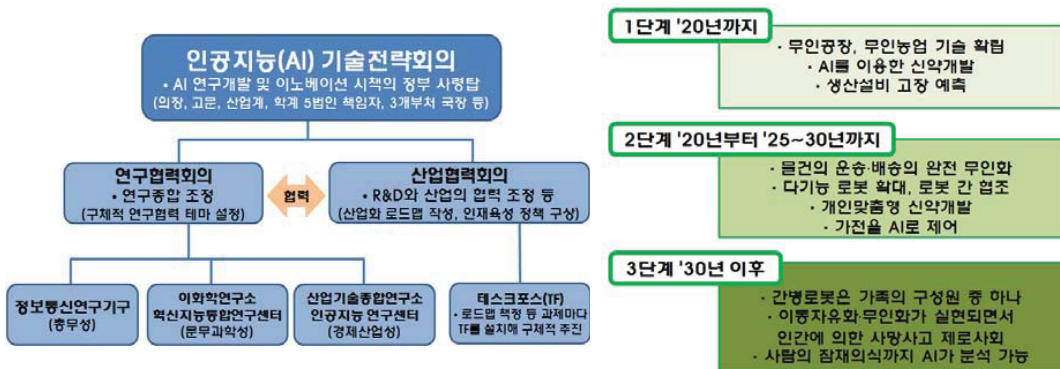 인공지능(AI) 기술전략회의
• AI 연구개발 및 이노베이션 시책의 정부 사령탑
(의장, 고문, 산업계, 학계 5법인 책임자, 3개부처 국장 등)
연구협력회의
• 연구종합 조정
(구체적 연구협력 테마 설정)
협력
산업협력회의
• R&D와 산업의 협력 조정 등
(산업화 로드맵 작성, 인재육성 정책 구성)
정보통신연구기구
(총무성)
이화학연구소
혁신지능통합연구센터
(문무과학성)
산업기술종합연구소
인공지능 연구센터
(경제산업성)
테스크포스(TF)
• 로드맵 책정 등 과제마다
TF를 설치해 구체적 추진
1단계 '20년까지
• 무인공장, 무인농업 기술 확립
• AI를 이용한 신약개발
• 생산설비 고장 예측
2단계 '20년부터 '25~30년까지
• 물건의 운송·배송의 완전 무인화
• 다기능 로봇 확대, 로봇 간 협조
• 개인맞춤형 신약개발
• 가전을 AI로 제어
3단계 '30년 이후
• 간병로봇은 가족의 구성원 중 하나
• 이동자유화·무인화가 실현되면서
인간에 의한 사망사고 제로사회
• 사람의 잠재의식까지 AI가 분석 가능